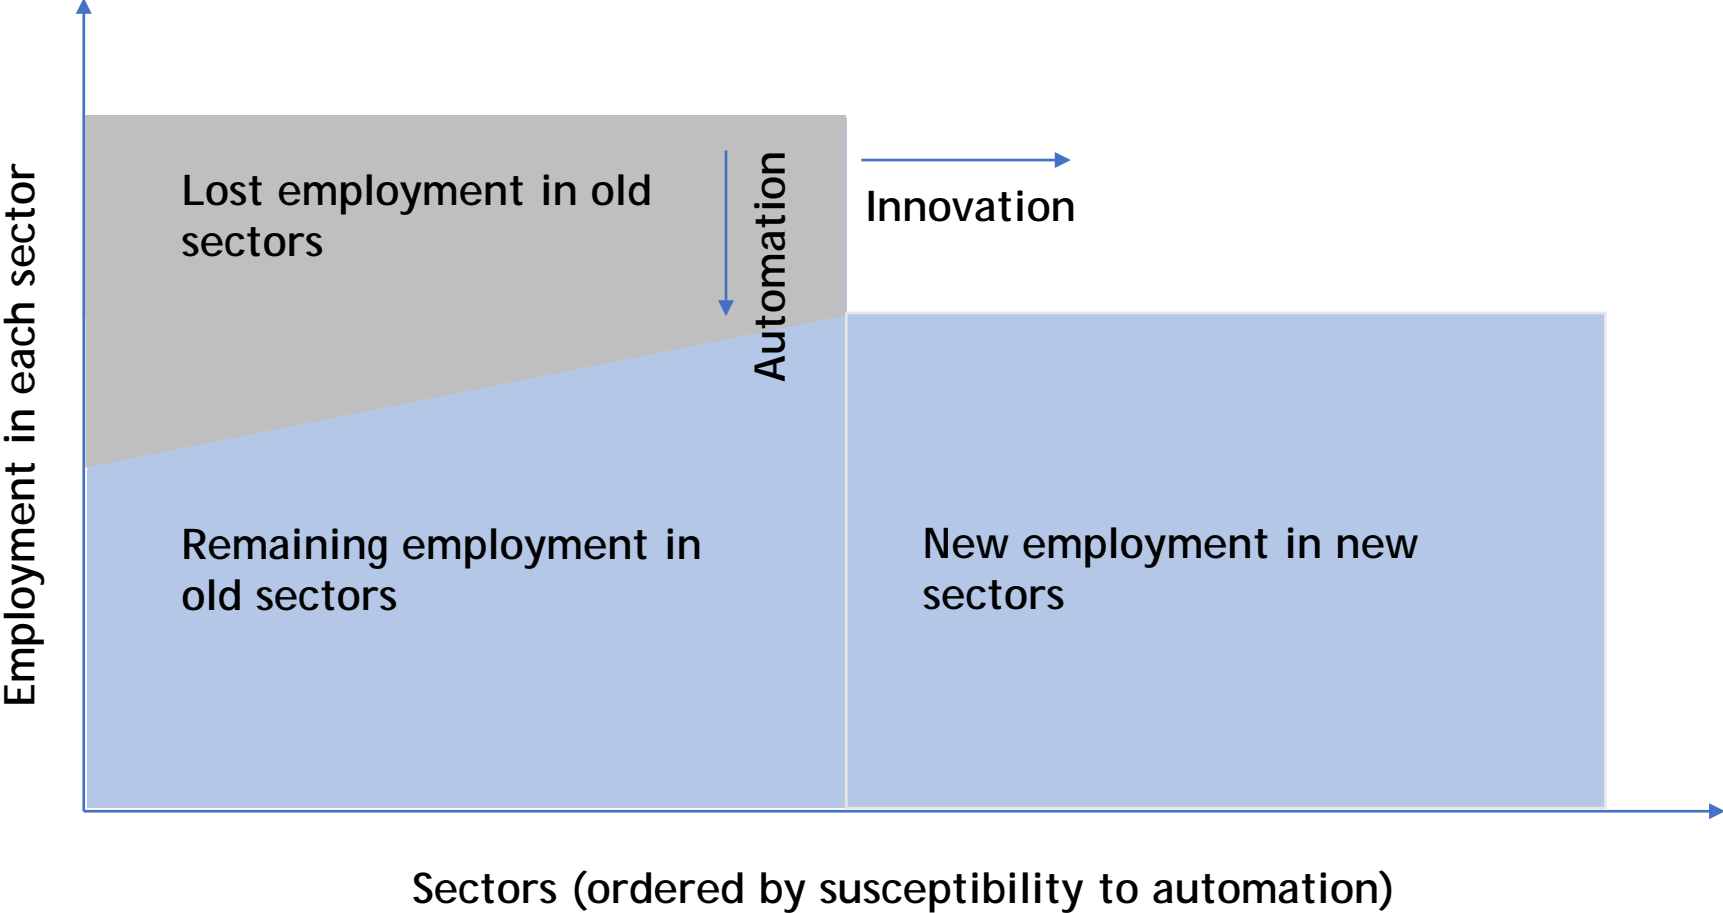 Employment in each sector
Lost employment in old
sectors
Automation
Innovation
Remaining employment in
old sectors
New employment in new
sectors
Sectors (ordered by susceptibility to automation)